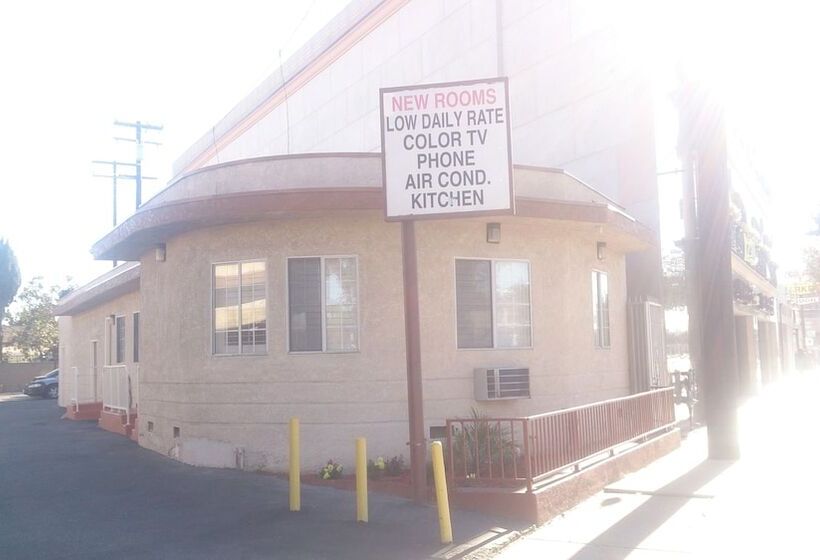 NEW ROOMS
LOW DAILY RATE
COLOR TV
PHONE
AIR COND.
KITCHEN